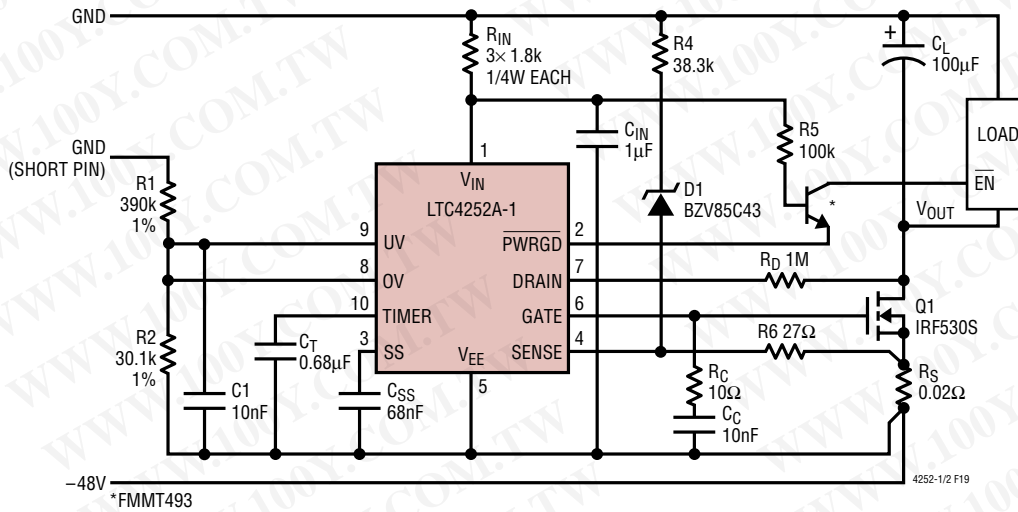 GND
RIN
3× 1.8k
1/4W EACH
R4
38.3k
+
CL
100µF
GND
(SHORT PIN)
R1
390k
1%
1
CIN
1µF
R5
100k
LOAD
EN
VIN
LTC4252A-1
D1
BZV85C43
*
VOUT
9
UV
PWRGD
2
8
OV
DRAIN
7
RD 1M
10
TIMER
GATE
6
Q1
IRF530S
3
SS
VEE
SENSE
4
R6 27Ω
R2
30.1k
1%
CT
0.68µF
5
RC
10Ω
RS
0.02Ω
C1
10nF
CSS
68nF
CC
10nF
−48V
*FMMT493
4252-1/2 F19
WWW.100Y.COM.TW